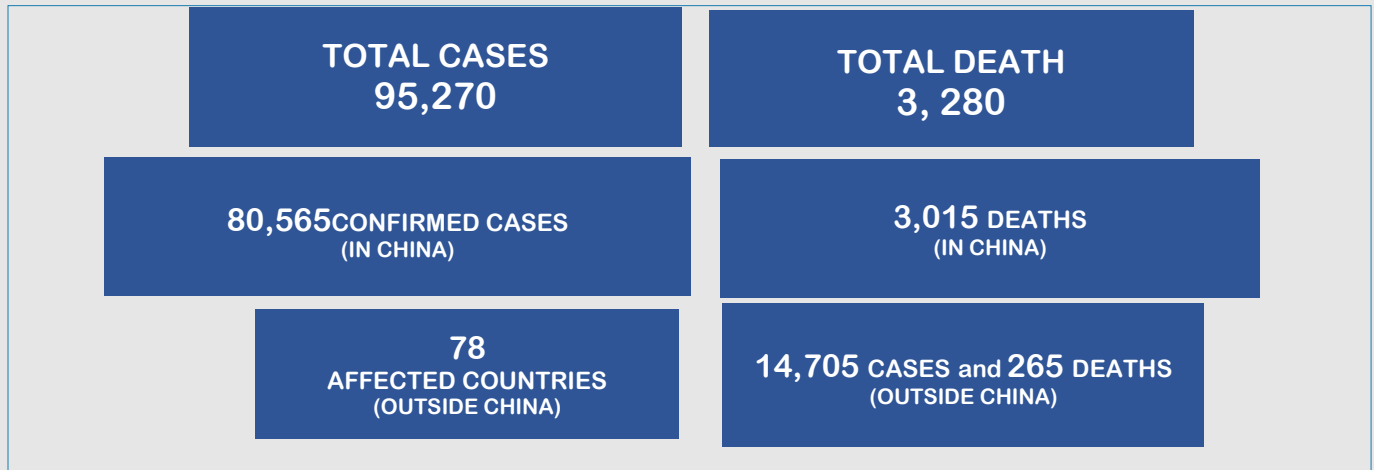 TOTAL CASES
95,270
TOTAL DEATH
3, 280
80,565CONFIRMED CASES
(IN CHINA)
3,015 DEATHS
(IN CHINA)
78
AFFECTED COUNTRIES
(OUTSIDE CHINA)
14,705 CASES and 265 DEATHS
(OUTSIDE CHINA)